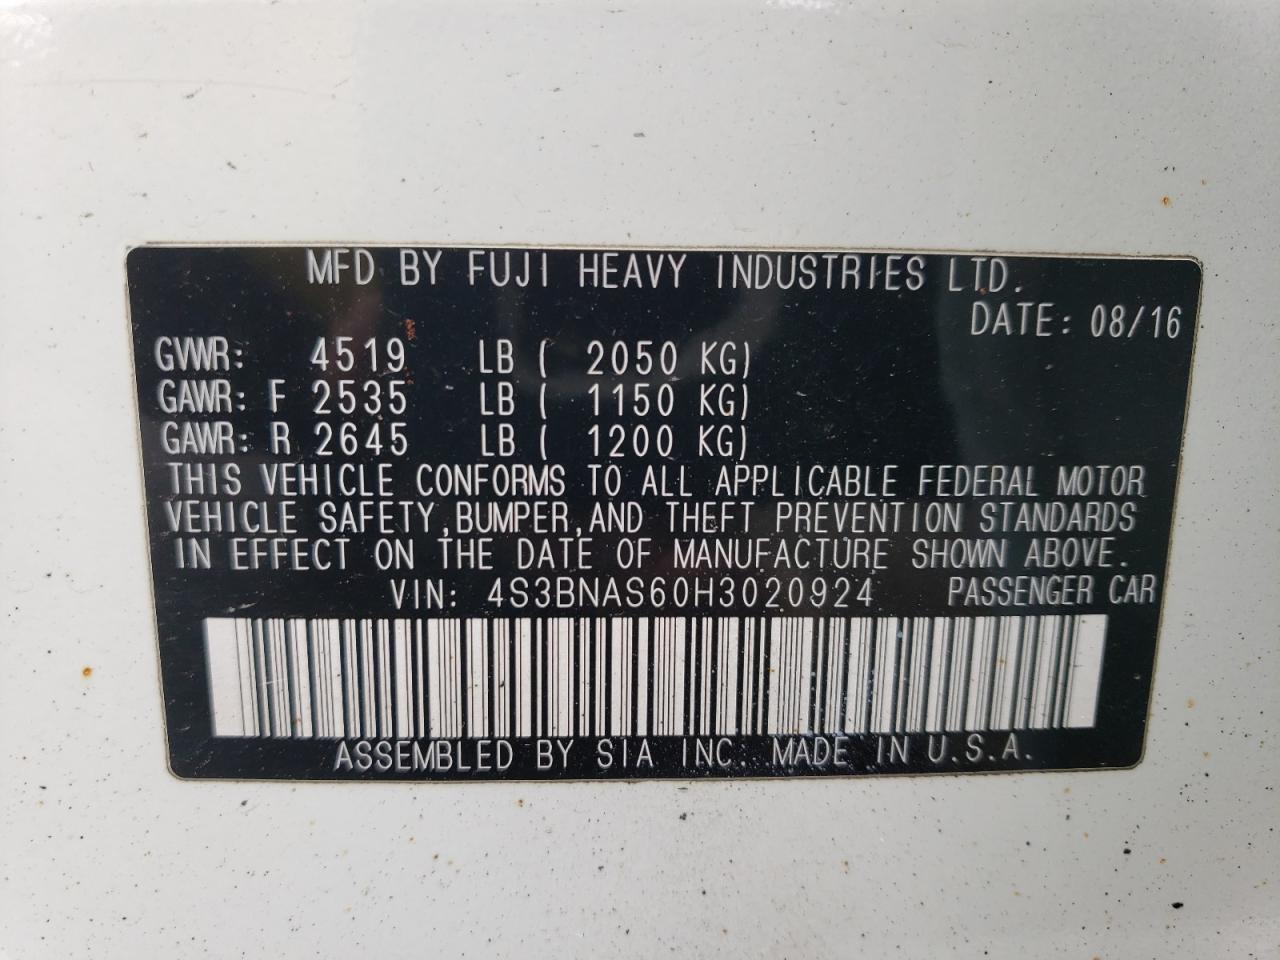 MFD BY FUJI HEAVY INDUSTRIES LTD.
DATE: 08/16
GVWR: 4519 LB ( 2050 KG)
GAWR: F 2535 LB ( 1150 KG)
GAWR: R 2645 LB ( 1200 KG)
THIS VEHICLE CONFORMS TO ALL APPLICABLE FEDERAL MOTOR
VEHICLE SAFETY,BUMPER,AND THEFT PREVENTION STANDARDS
IN EFFECT ON THE DATE OF MANUFACTURE SHOWN ABOVE.
VIN: 4S3BNAS60H3020924 PASSENGER CAR
ASSEMBLED BY SIA INC. MADE IN U.S.A.